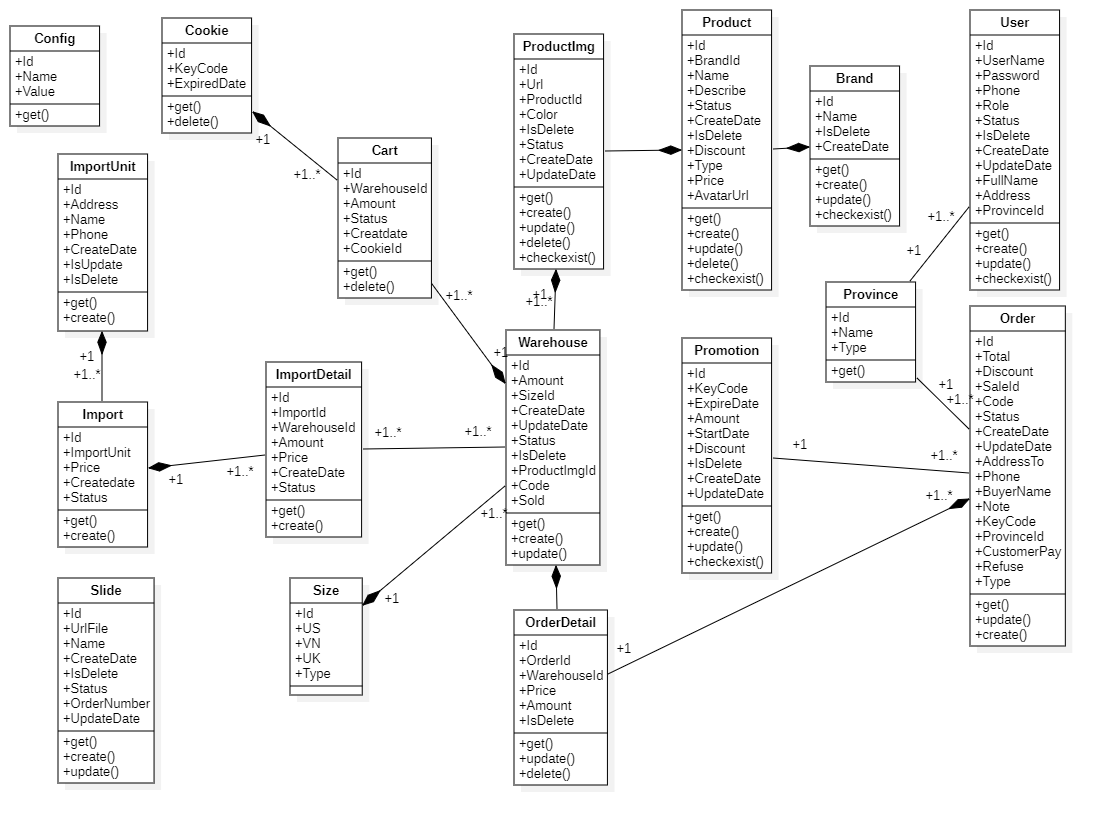 Config
+Id
+Name
+Value
+get()
Cookie
+Id
+KeyCode
+ExpiredDate
+get()
+delete()
+1
+1..*
Cart
+Id
+WarehouseId
+Amount
+Status
+Creatdate
+CookieId
+get()
+delete()
+1..*
+1
ProductImg
+Id
+Url
+ProductId
+Color
+IsDelete
+Status
+CreateDate
+UpdateDate
+get()
+create()
+update()
+delete()
+checkexist()
+1
+1..*
Product
+Id
+BrandId
+Name
+Describe
+Status
+CreateDate
+IsDelete
+Discount
+Type
+Price
+AvatarUrl
+get()
+create()
+update()
+delete()
+checkexist()
Brand
+Id
+Name
+IsDelete
+CreateDate
+get()
+create()
+update()
+checkexist()
User
+Id
+UserName
+Password
+Phone
+Role
+Status
+IsDelete
+CreateDate
+UpdateDate
+FullName
+Address
+ProvinceId
+get()
+create()
+update()
+checkexist()
+1..*
+1
ImportUnit
+Id
+Address
+Name
+Phone
+CreateDate
+IsUpdate
+IsDelete
+get()
+create()
+1
+1..*
Import
+Id
+ImportUnit
+Price
+Createdate
+Status
+get()
+create()
+1
+1..*
ImportDetail
+Id
+ImportId
+WarehouseId
+Amount
+Price
+CreateDate
+Status
+get()
+create()
+1..*
+1..*
Warehouse
+Id
+Amount
+SizeId
+CreateDate
+UpdateDate
+Status
+IsDelete
+ProductImgId
+Code
+Sold
+get()
+create()
+update()
+1..*
+1
Promotion
+Id
+KeyCode
+ExpireDate
+Amount
+StartDate
+Discount
+IsDelete
+CreateDate
+UpdateDate
+get()
+create()
+update()
+checkexist()
+1
+1..*
Province
+Id
+Name
+Type
+get()
+1
+1..*
Order
+Id
+Total
+Discount
+SaleId
+Code
+Status
+CreateDate
+UpdateDate
+AddressTo
+Phone
+BuyerName
+Note
+KeyCode
+ProvinceId
+CustomerPay
+Refuse
+Type
+get()
+update()
+create()
+1..*
+1
Slide
+Id
+UrlFile
+Name
+CreateDate
+IsDelete
+Status
+OrderNumber
+UpdateDate
+get()
+create()
+update()
Size
+Id
+US
+VN
+UK
+Type
OrderDetail
+Id
+OrderId
+WarehouseId
+Price
+Amount
+IsDelete
+get()
+update()
+delete()